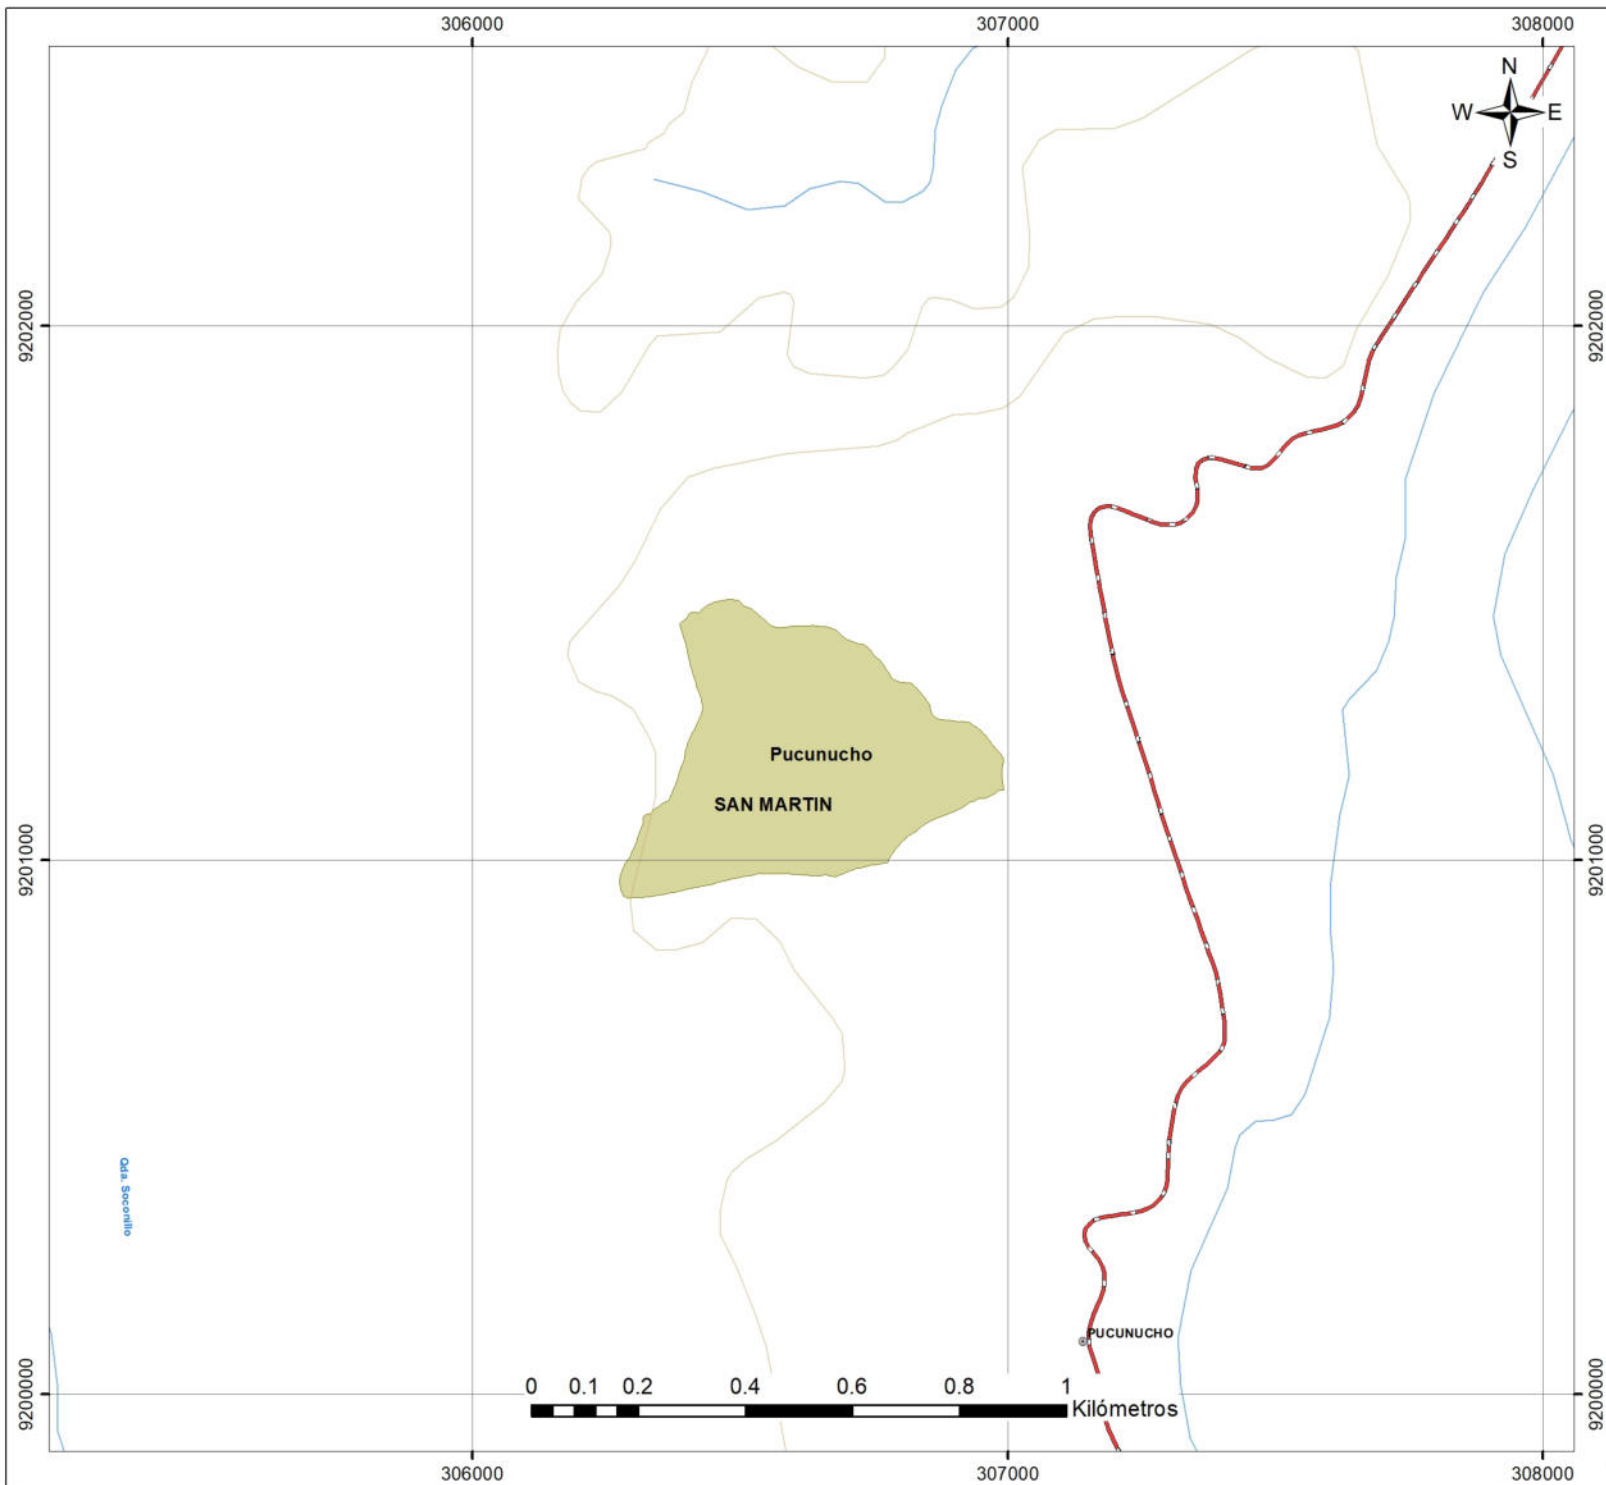 306000 307000 308000
N
W E
S
9202000 9202000
Pucunucho
SAN MARTIN
9201000 9201000
Qda. Soconillo
PUCUNUCHO
0 0.1 0.2 0.4 0.6 0.8 1
Kilómetros
9200000 9200000
306000 307000 308000